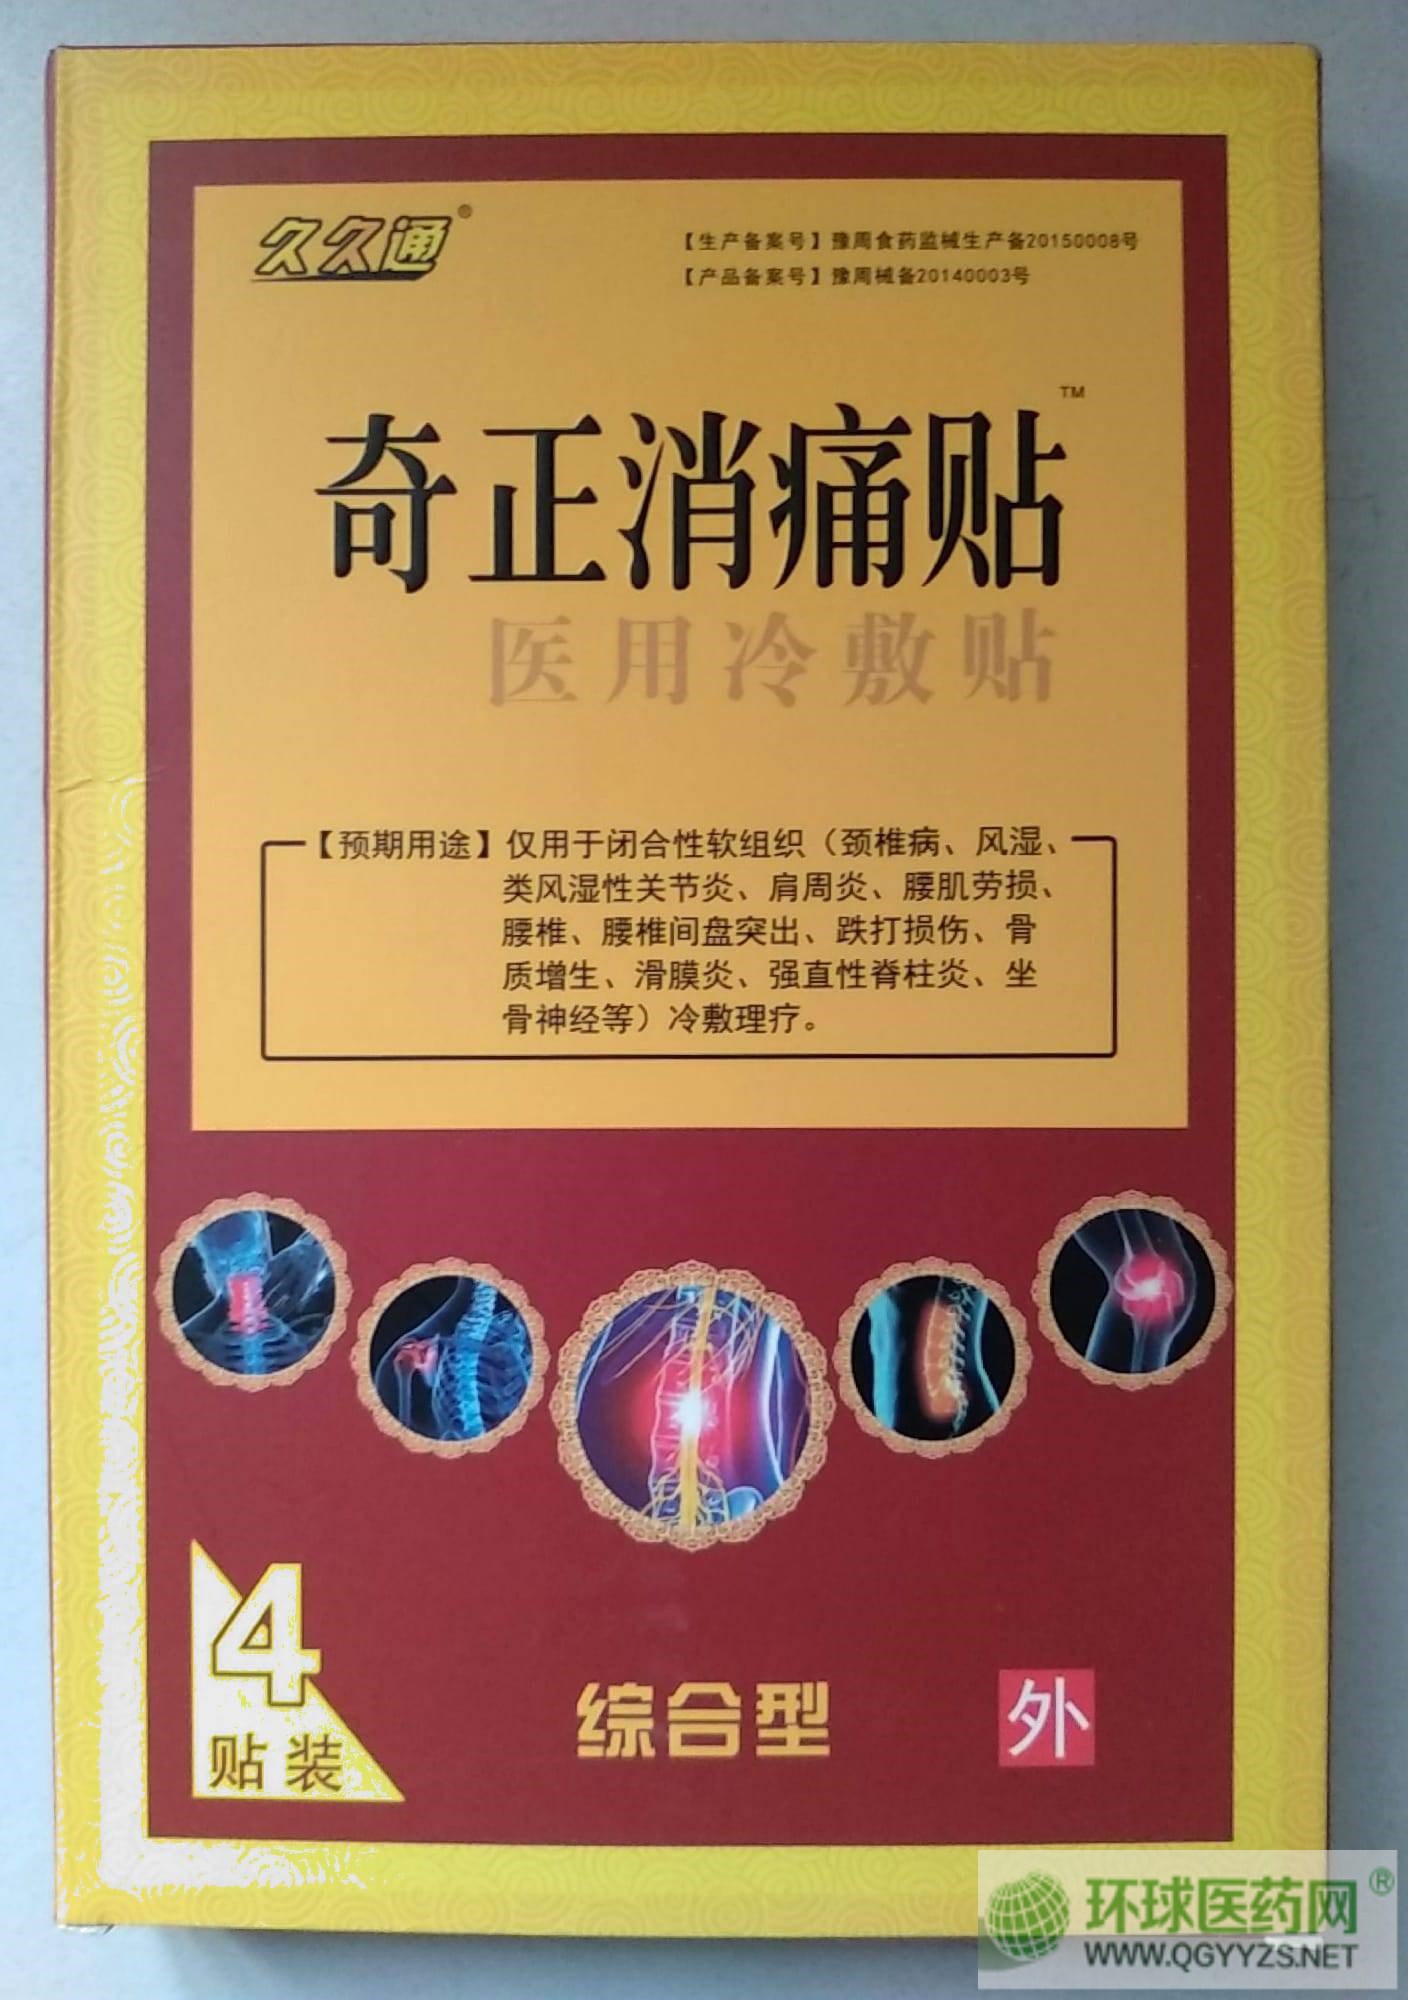 久久通®
【生产备案号】豫周食药监械生产备20150008号
【产品备案号】豫周械备20140003号
奇正消痛贴™
医用冷敷贴
【预期用途】仅用于闭合性软组织（颈椎病、风湿、
类风湿性关节炎、肩周炎、腰肌劳损、
腰椎、腰椎间盘突出、跌打损伤、骨
质增生、滑膜炎、强直性脊柱炎、坐
骨神经等）冷敷理疗。
4
贴装
综合型
外
环球医药网®
WWW.QGYYZS.NET